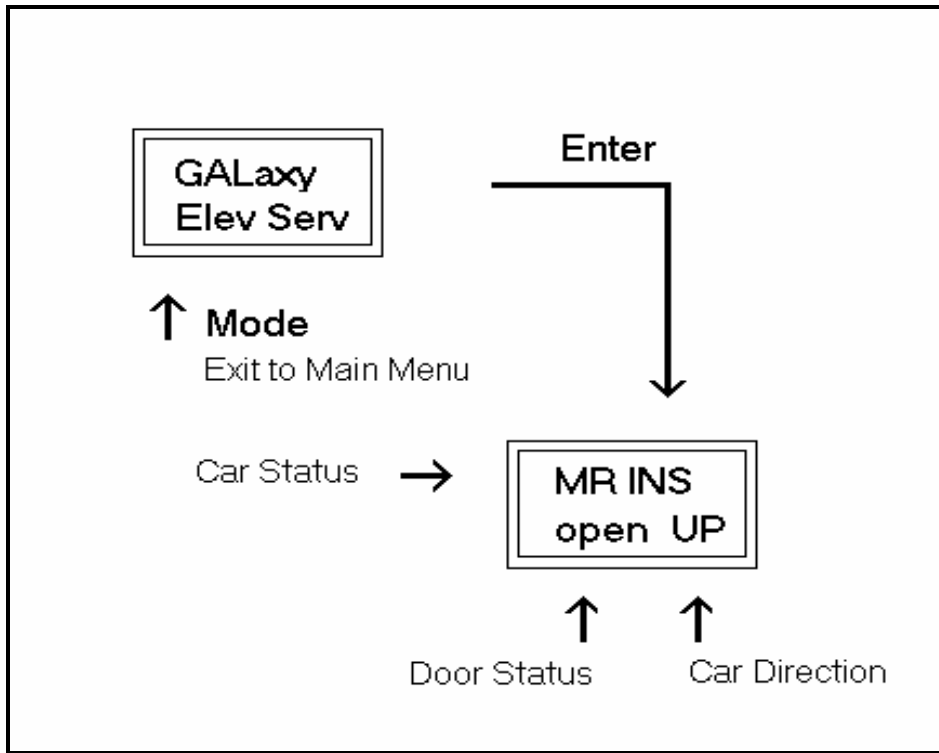 GALaxy
Elev Serv
Enter
Mode
Exit to Main Menu
Car Status
MR INS
open UP
Door Status
Car Direction